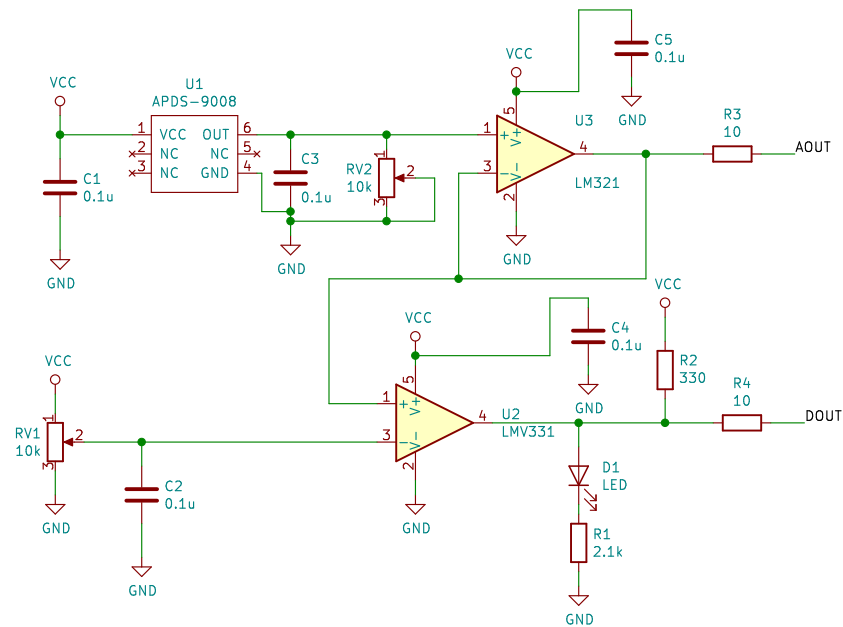 C5
0.1u
GND
VCC
5
1
3
+
-
V+
V-
4
2
U3
LM321
GND
R3
10
AOUT
VCC
U1
APDS-9008
1
2
3
VCC
NC
NC
OUT
NC
GND
6
5
4
C1
0.1u
GND
C3
0.1u
GND
RV2
10k
1
2
3
VCC
C4
0.1u
GND
VCC
R2
330
R4
10
DOUT
5
1
3
+
-
V+
V-
4
2
U2
LMV331
GND
VCC
RV1
10k
1
2
3
GND
C2
0.1u
GND
D1
LED
R1
2.1k
GND